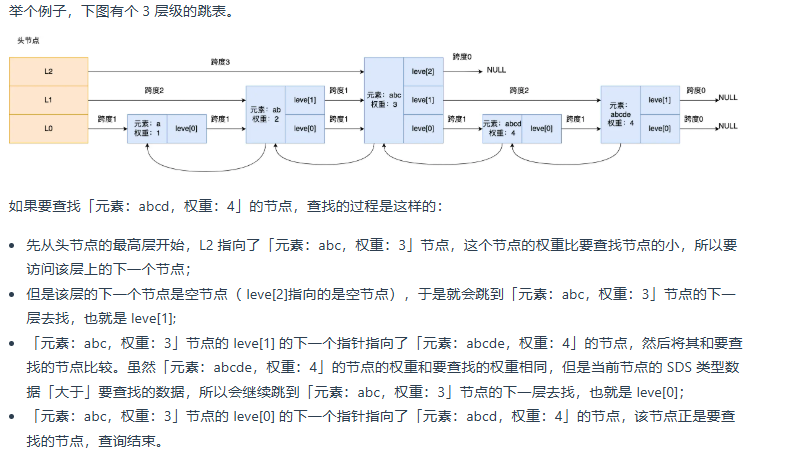 举个例子，下图有个 3 层级的跳表。
头节点
L2
跨度3
元素：abc
权重：3
leve[2]
跨度0
NULL
L1
跨度2
元素：ab
权重：2
leve[1]
跨度1
leve[1]
跨度2
元素：
abcde
权重：4
leve[1]
跨度0
NULL
L0
跨度1
元素：a
权重：1
leve[0]
跨度1
leve[0]
跨度1
leve[0]
跨度1
元素：abcd
权重：4
leve[0]
跨度1
leve[0]
跨度0
NULL
如果要查找「元素：abcd，权重：4」的节点，查找的过程是这样的：
先从头节点的最高层开始，L2 指向了「元素：abc，权重：3」节点，这个节点的权重比要查找节点的小，所以要
访问该层上的下一个节点；
但是该层的下一个节点是空节点（ leve[2]指向的是空节点），于是就会跳到「元素：abc，权重：3」节点的下一
层去找，也就是 leve[1];
「元素：abc，权重：3」节点的 leve[1] 的下一个指针指向了「元素：abcde，权重：4」的节点，然后将其和要查
找的节点比较。虽然「元素：abcde，权重：4」的节点的权重和要查找的权重相同，但是当前节点的 SDS 类型数
据「大于」要查找的数据，所以会继续跳到「元素：abc，权重：3」节点的下一层去找，也就是 leve[0]；
「元素：abc，权重：3」节点的 leve[0] 的下一个指针指向了「元素：abcd，权重：4」的节点，该节点正是要查
找的节点，查询结束。